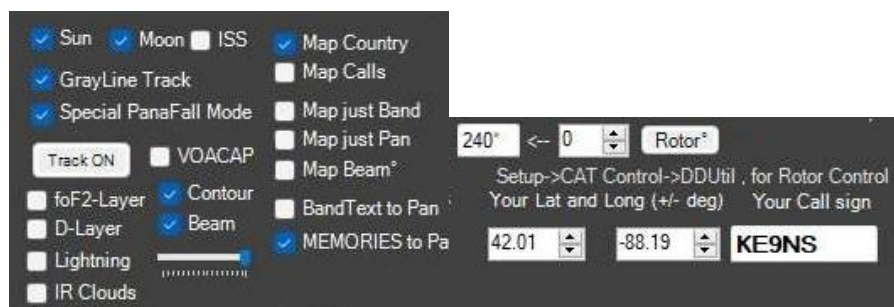 Sun Moon ISS
GrayLine Track
Special PanaFall Mode
Track ON VOACAP
foF2-Layer Contour
D-Layer Beam
Lightning
IR Clouds
Map Country
Map Calls
Map just Band
Map just Pan
Map Beam°
BandText to Pan
MEMORIES to Pa
240° <-- 0 Rotor°
Setup->CAT Control->DDUtil , for Rotor Control
Your Lat and Long (+/- deg) Your Call sign
42.01 -88.19 KE9NS